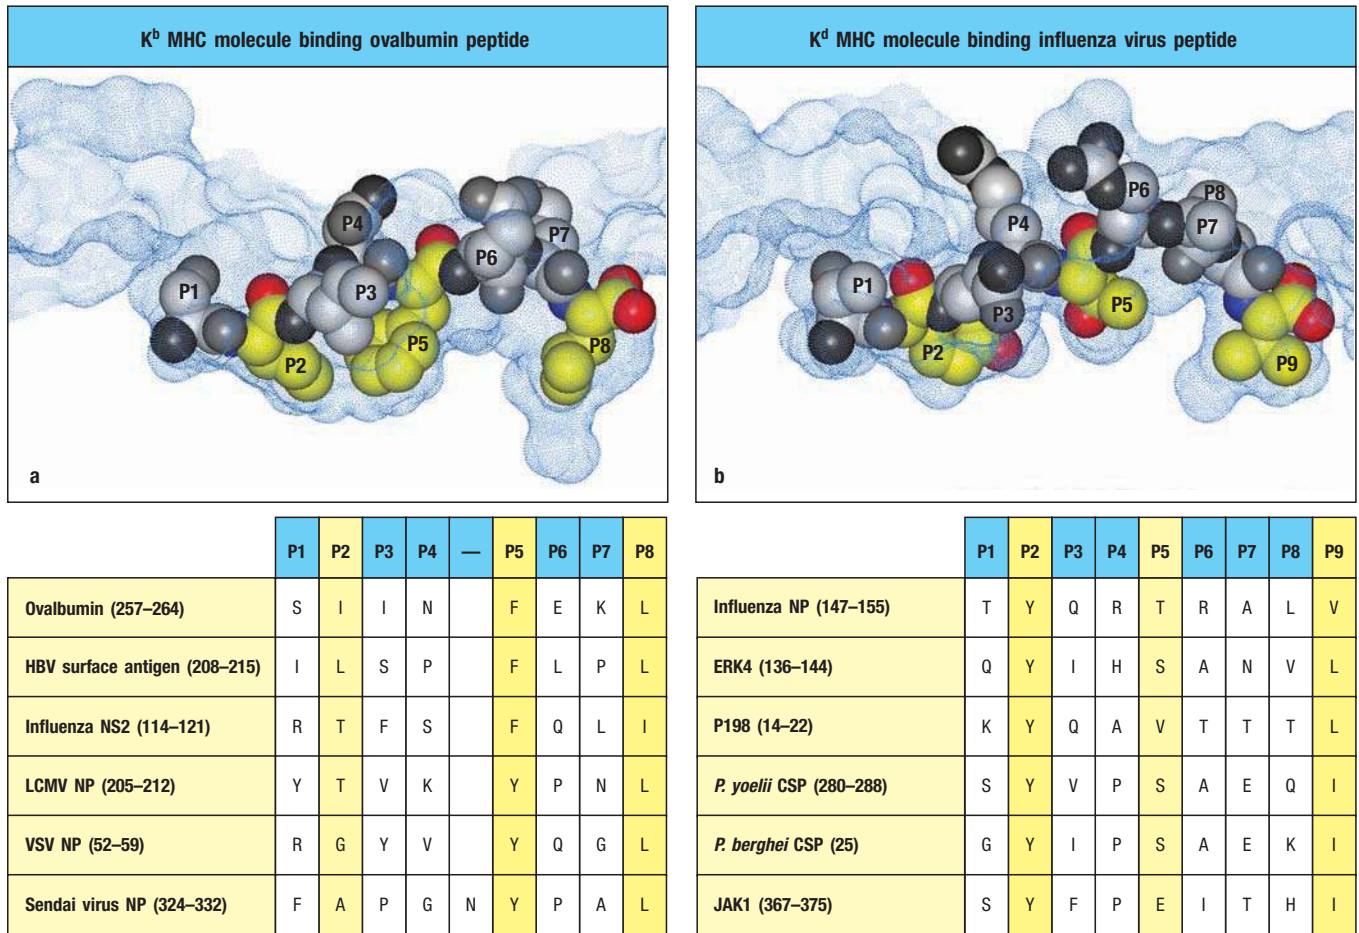 K^b MHC molecule binding ovalbumin peptide
P1 P2 P3 P4 P5 P6 P7 P8
a
K^d MHC molecule binding influenza virus peptide
P1 P2 P3 P4 P5 P6 P7 P8 P9
b
P1 P2 P3 P4 — P5 P6 P7 P8
Ovalbumin (257–264) S I I N F E K L
HBV surface antigen (208–215) I L S P F L P L
Influenza NS2 (114–121) R T F S F Q L I
LCMV NP (205–212) Y T V K Y P N L
VSV NP (52–59) R G Y V Y Q G L
Sendai virus NP (324–332) F A P G N Y P A L
P1 P2 P3 P4 P5 P6 P7 P8 P9
Influenza NP (147–155) T Y Q R T R A L V
ERK4 (136–144) Q Y I H S A N V L
P198 (14–22) K Y Q A V T T T L
P. yoelii CSP (280–288) S Y V P S A E Q I
P. berghei CSP (25) G Y I P S A E K I
JAK1 (367–375) S Y F P E I T H I